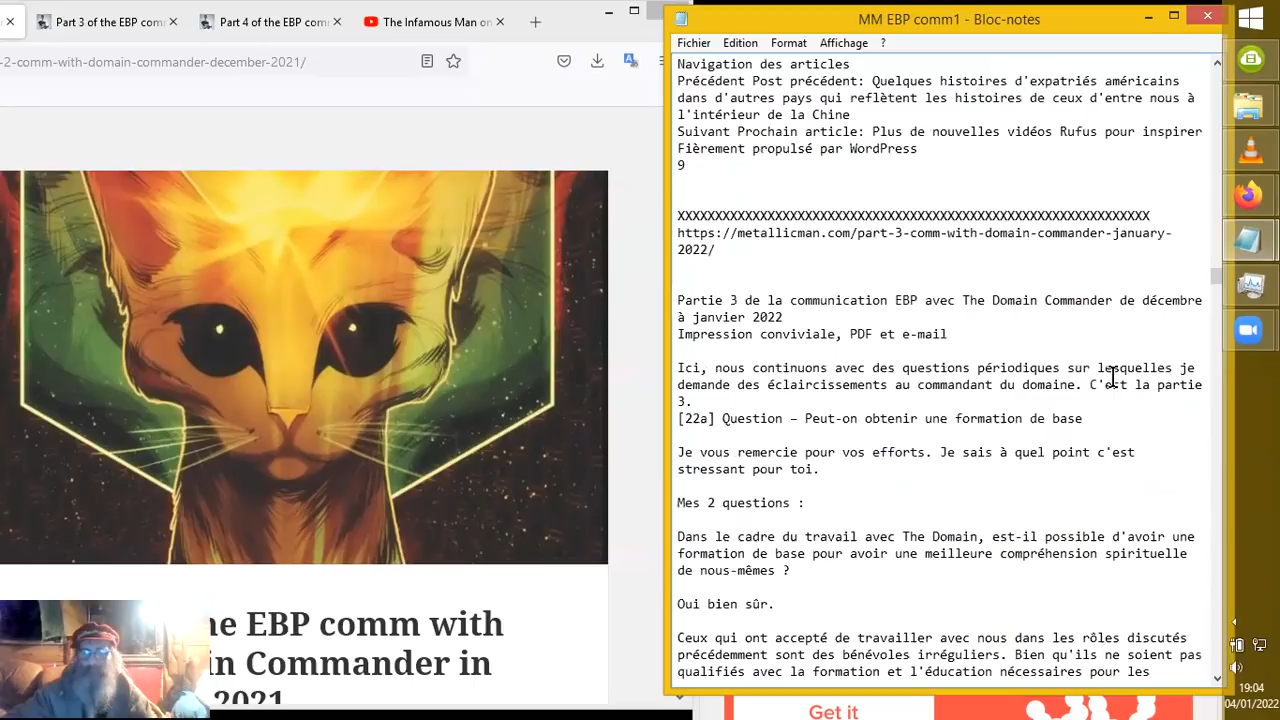 Part 3 of the EBP comm
Part 4 of the EBP com
The Infamous Man on
-2-comm-with-domain-commander-december-2021/
he EBP comm with
in Commander in
2021
MM EBP comm1 - Bloc-notes
Fichier Edition Format Affichage ?
Navigation des articles
Précédent Post précédent: Quelques histoires d'expatriés américains
dans d'autres pays qui reflètent les histoires de ceux d'entre nous à
l'intérieur de la Chine
Suivant Prochain article: Plus de nouvelles vidéos Rufus pour inspirer
Fièrement propulsé par WordPress
9
XXXXXXXXXXXXXXXXXXXXXXXXXXXXXXXXXXXXXXXXXXXXXXXXXXXXXXXXXXXXXXX
https://metallicman.com/part-3-comm-with-domain-commander-january-
2022/
Partie 3 de la communication EBP avec The Domain Commander de décembre
à janvier 2022
Impression conviviale, PDF et e-mail
Ici, nous continuons avec des questions périodiques sur lesquelles je
demande des éclaircissements au commandant du domaine. C'est la partie
3.
[22a] Question – Peut-on obtenir une formation de base
Je vous remercie pour vos efforts. Je sais à quel point c'est
stressant pour toi.
Mes 2 questions :
Dans le cadre du travail avec The Domain, est-il possible d'avoir une
formation de base pour avoir une meilleure compréhension spirituelle
de nous-mêmes ?
Oui bien sûr.
Ceux qui ont accepté de travailler avec nous dans les rôles discutés
précédemment sont des bénévoles irréguliers. Bien qu'ils ne soient pas
qualifiés avec la formation et l'éducation nécessaires pour les
Get it
19:04
04/01/2022